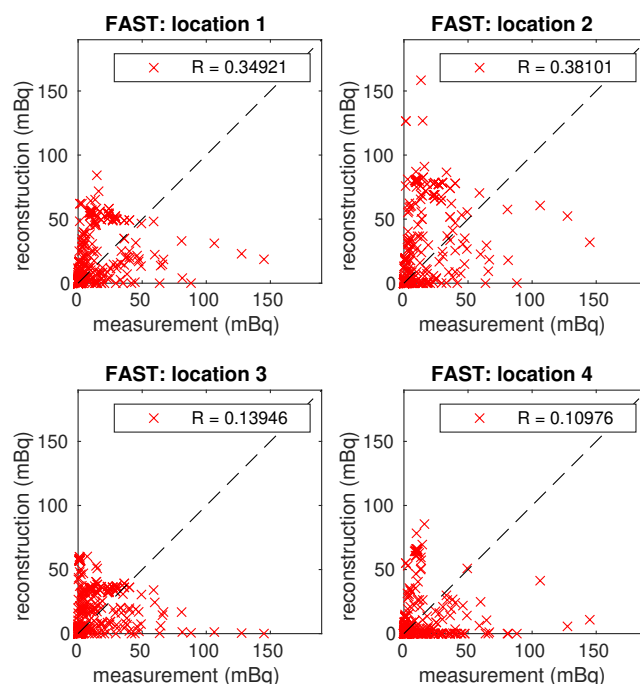 FAST: location 1
R = 0.34921
reconstruction (mBq)
150
100
50
0
0 50 100 150
measurement (mBq)
FAST: location 2
R = 0.38101
reconstruction (mBq)
150
100
50
0
0 50 100 150
measurement (mBq)
FAST: location 3
R = 0.13946
reconstruction (mBq)
150
100
50
0
0 50 100 150
measurement (mBq)
FAST: location 4
R = 0.10976
reconstruction (mBq)
150
100
50
0
0 50 100 150
measurement (mBq)